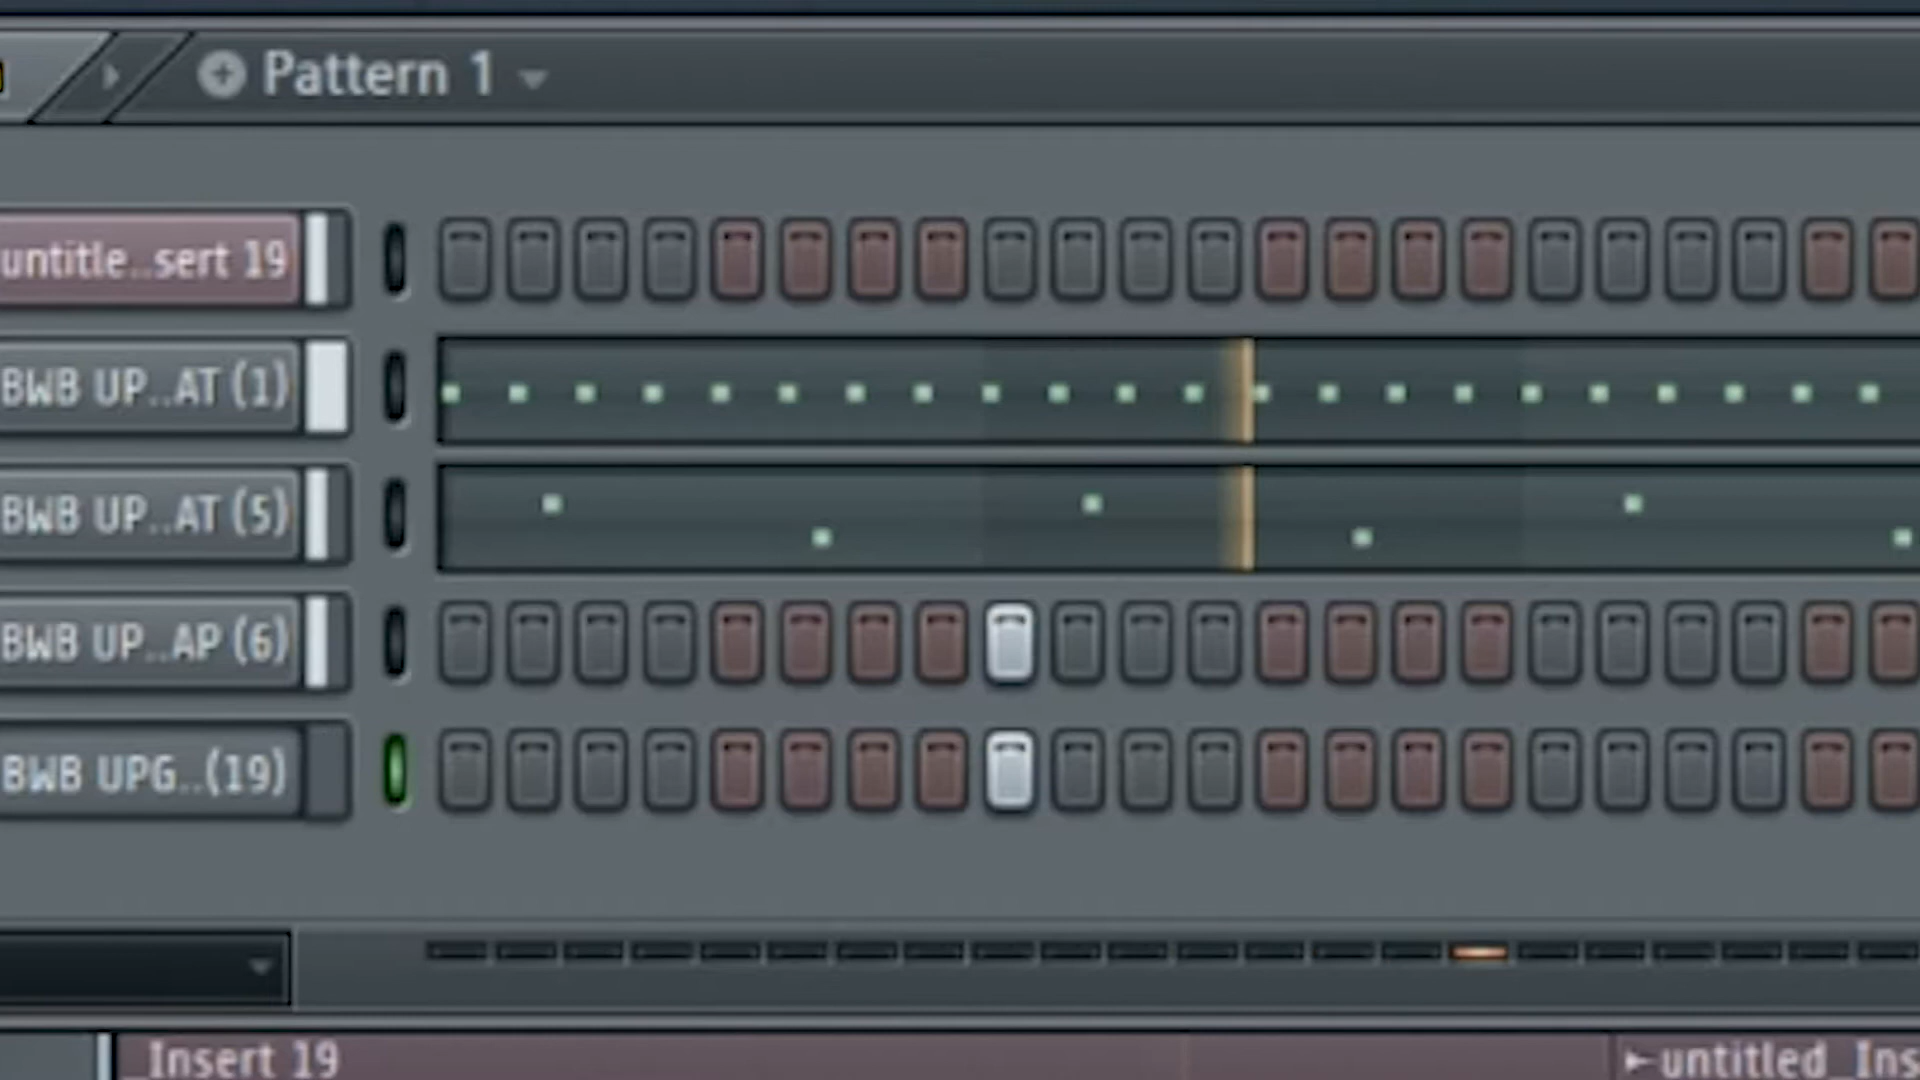 Pattern 1
untitle..sert 19
BWB UP..AT (1)
BWB UP..AT (5)
BWB UP..AP (6)
BWB UPG..(19)
_Insert 19
untitled_Ins